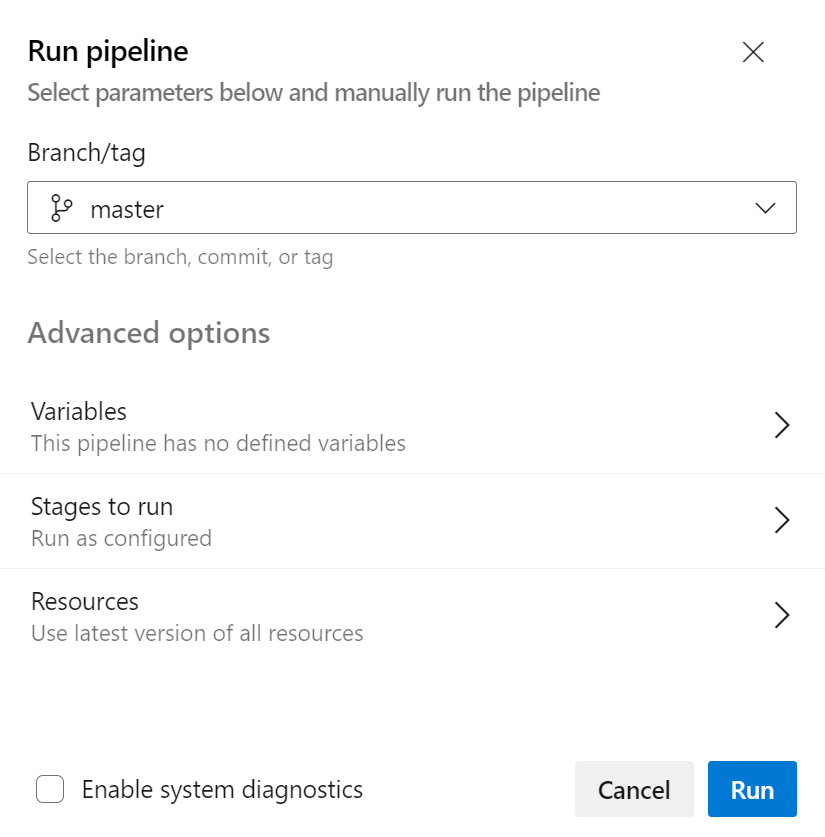 Run pipeline
Select parameters below and manually run the pipeline
Branch/tag
master
Select the branch, commit, or tag
Advanced options
Variables
This pipeline has no defined variables
Stages to run
Run as configured
Resources
Use latest version of all resources
Enable system diagnostics
Cancel
Run